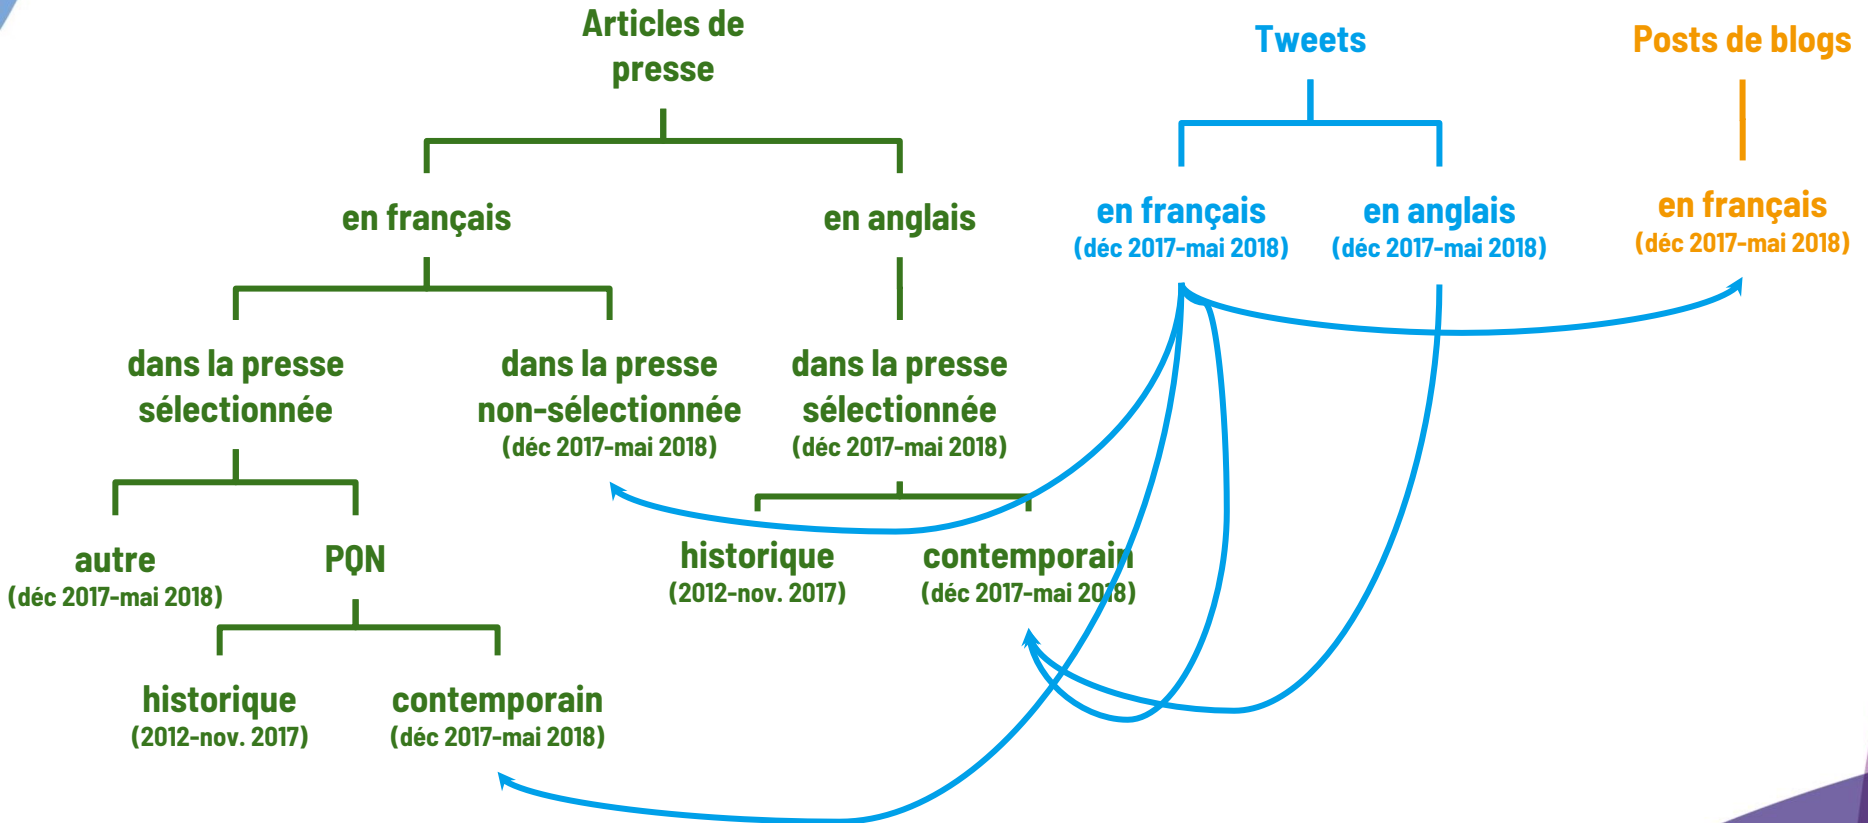 Articles de
presse
Tweets
Posts de blogs
en français
en anglais
en français
(déc 2017-mai 2018)
en anglais
(déc 2017-mai 2018)
en français
(déc 2017-mai 2018)
dans la presse
sélectionnée
dans la presse
non-sélectionnée
(déc 2017-mai 2018)
dans la presse
sélectionnée
(déc 2017-mai 2018)
autre
(déc 2017-mai 2018)
PQN
historique
(2012-nov. 2017)
contemporain
(déc 2017-mai 2018)
historique
(2012-nov. 2017)
contemporain
(déc 2017-mai 2018)